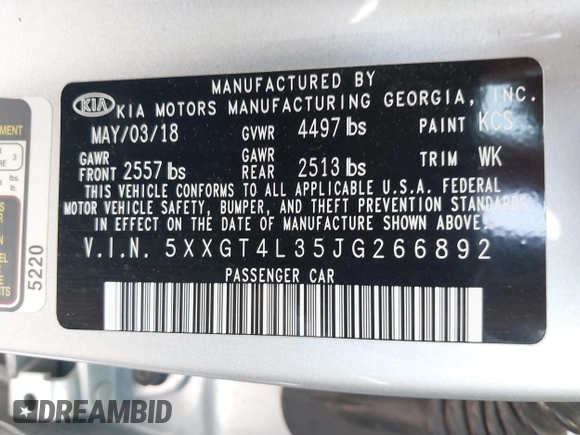 MANUFACTURED BY
KIA KIA MOTORS MANUFACTURING GEORGIA, INC.
MAY/03/18 GVWR 4497 lbs PAINT KCS
GAWR FRONT 2557 lbs GAWR REAR 2513 lbs TRIM WK
THIS VEHICLE CONFORMS TO ALL APPLICABLE U.S.A. FEDERAL
MOTOR VEHICLE SAFETY, BUMPER, AND THEFT PREVENTION STANDARDS
IN EFFECT ON THE DATE OF MANUFACTURE SHOWN ABOVE.
V.I.N. 5XXGT4L35JG266892
PASSENGER CAR
5220
DREAMBID